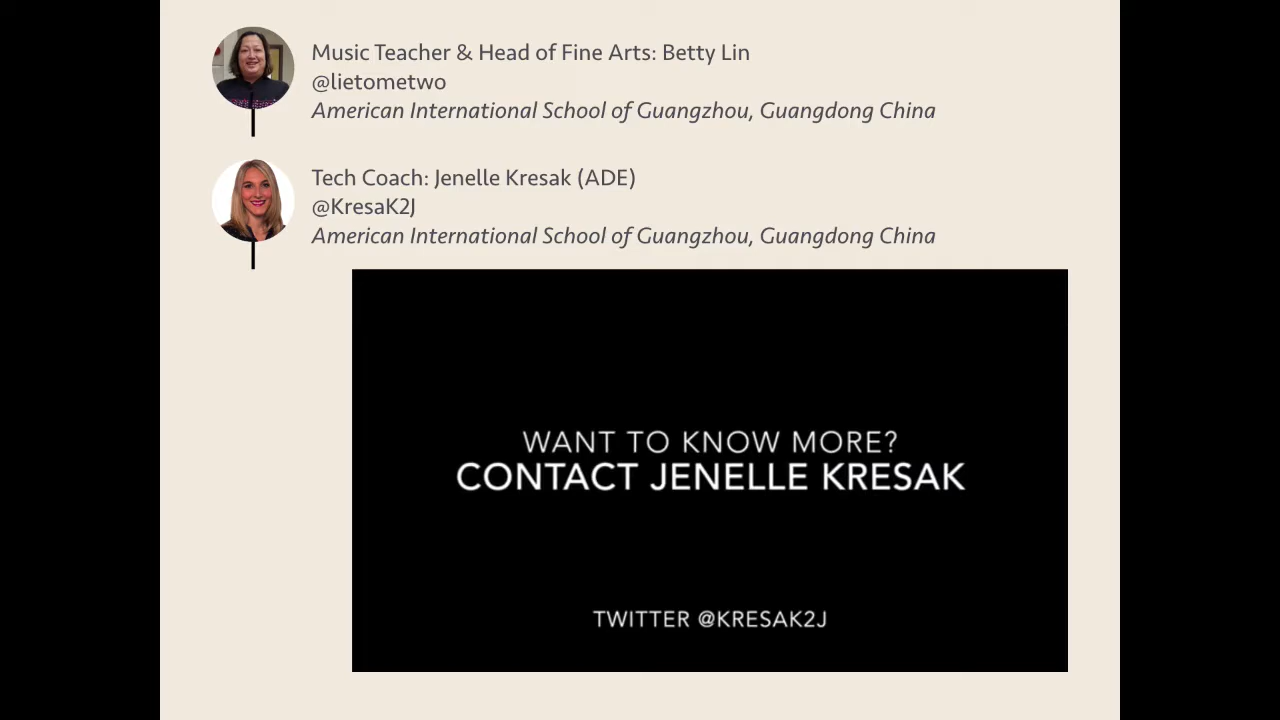 Music Teacher & Head of Fine Arts: Betty Lin
@lietometwo
American International School of Guangzhou, Guangdong China
Tech Coach: Jenelle Kresak (ADE)
@KresaK2J
American International School of Guangzhou, Guangdong China
WANT TO KNOW MORE?
CONTACT JENELLE KRESAK
TWITTER @KRESAK2J